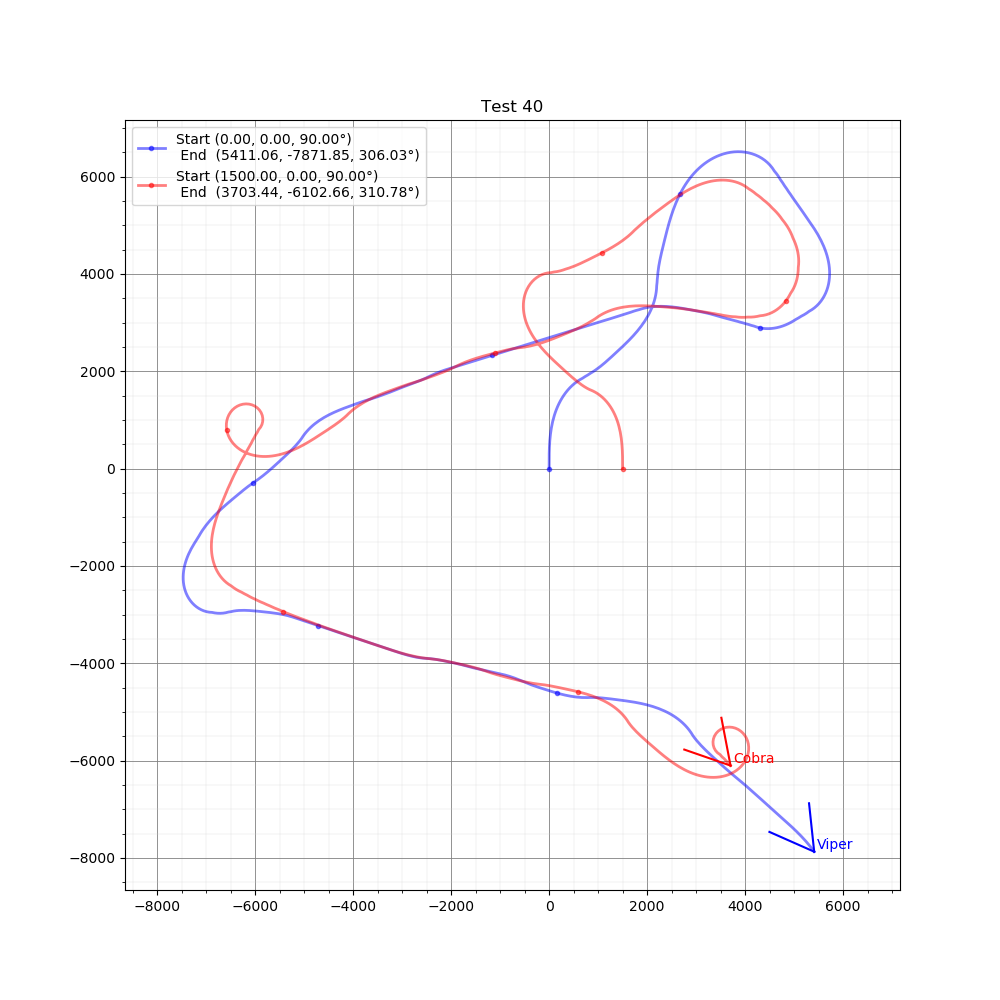 Test 40
Start (0.00, 0.00, 90.00°)
End  (5411.06, -7871.85, 306.03°)
Start (1500.00, 0.00, 90.00°)
End  (3703.44, -6102.66, 310.78°)
6000
4000
2000
0
−2000
−4000
−6000
−8000
Cobra
Viper
−8000 −6000 −4000 −2000 0 2000 4000 6000